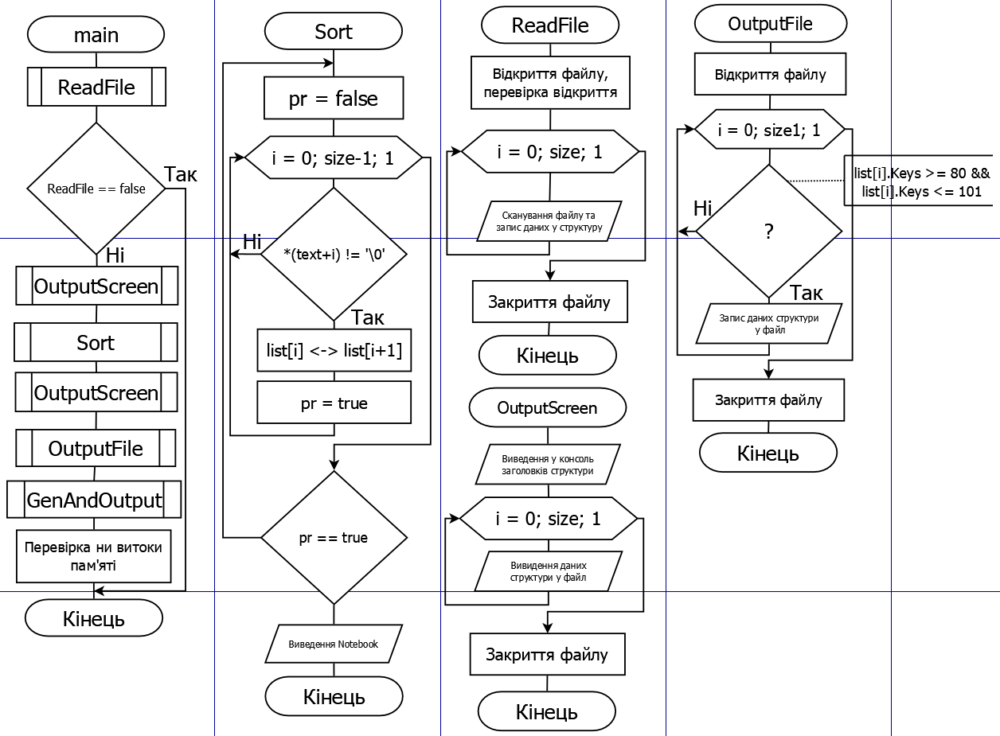 main
ReadFile
ReadFile == false
Так
Ні
OutputScreen
Sort
OutputScreen
OutputFile
GenAndOutput
Перевірка ни витоки
пам'яті
Кінець
Sort
pr = false
i = 0; size-1; 1
Ні
*(text+i) != '\0'
Так
list[i] <-> list[i+1]
pr = true
pr == true
Виведення Notebook
Кінець
ReadFile
Відкриття файлу,
перевірка відкриття
i = 0; size; 1
Сканування файлу та
запис даних у структуру
Закриття файлу
Кінець
OutputScreen
Виведення у консоль
заголовків структури
i = 0; size; 1
Вивидення даних
структури у файл
Закриття файлу
Кінець
OutputFile
Відкриття файлу
i = 0; size1; 1
list[i].Keys >= 80 &&
list[i].Keys <= 101
Ні
?
Так
Запис даних структури
у файл
Закриття файлу
Кінець